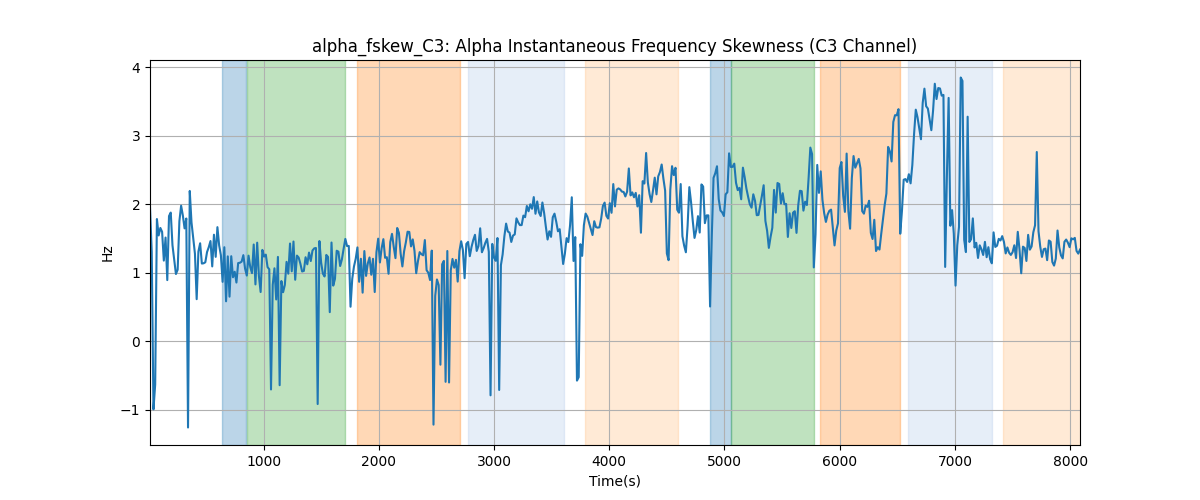 alpha_fskew_C3: Alpha Instantaneous Frequency Skewness (C3 Channel)
4
3
2
1
0
−1
Hz
1000 2000 3000 4000 5000 6000 7000 8000
Time(s)